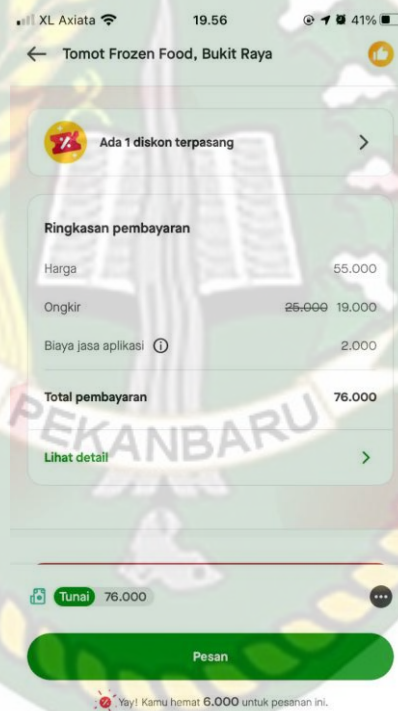 XL Axiata 19.56 41%
Tomot Frozen Food, Bukit Raya
Ada 1 diskon terpasang
Ringkasan pembayaran
Harga 55.000
Ongkir 25.000 19.000
Biaya jasa aplikasi 2.000
Total pembayaran 76.000
PEKANBARU
Lihat detail
Tunai 76.000
Pesan
Yay! Kamu hemat 6.000 untuk pesanan ini.